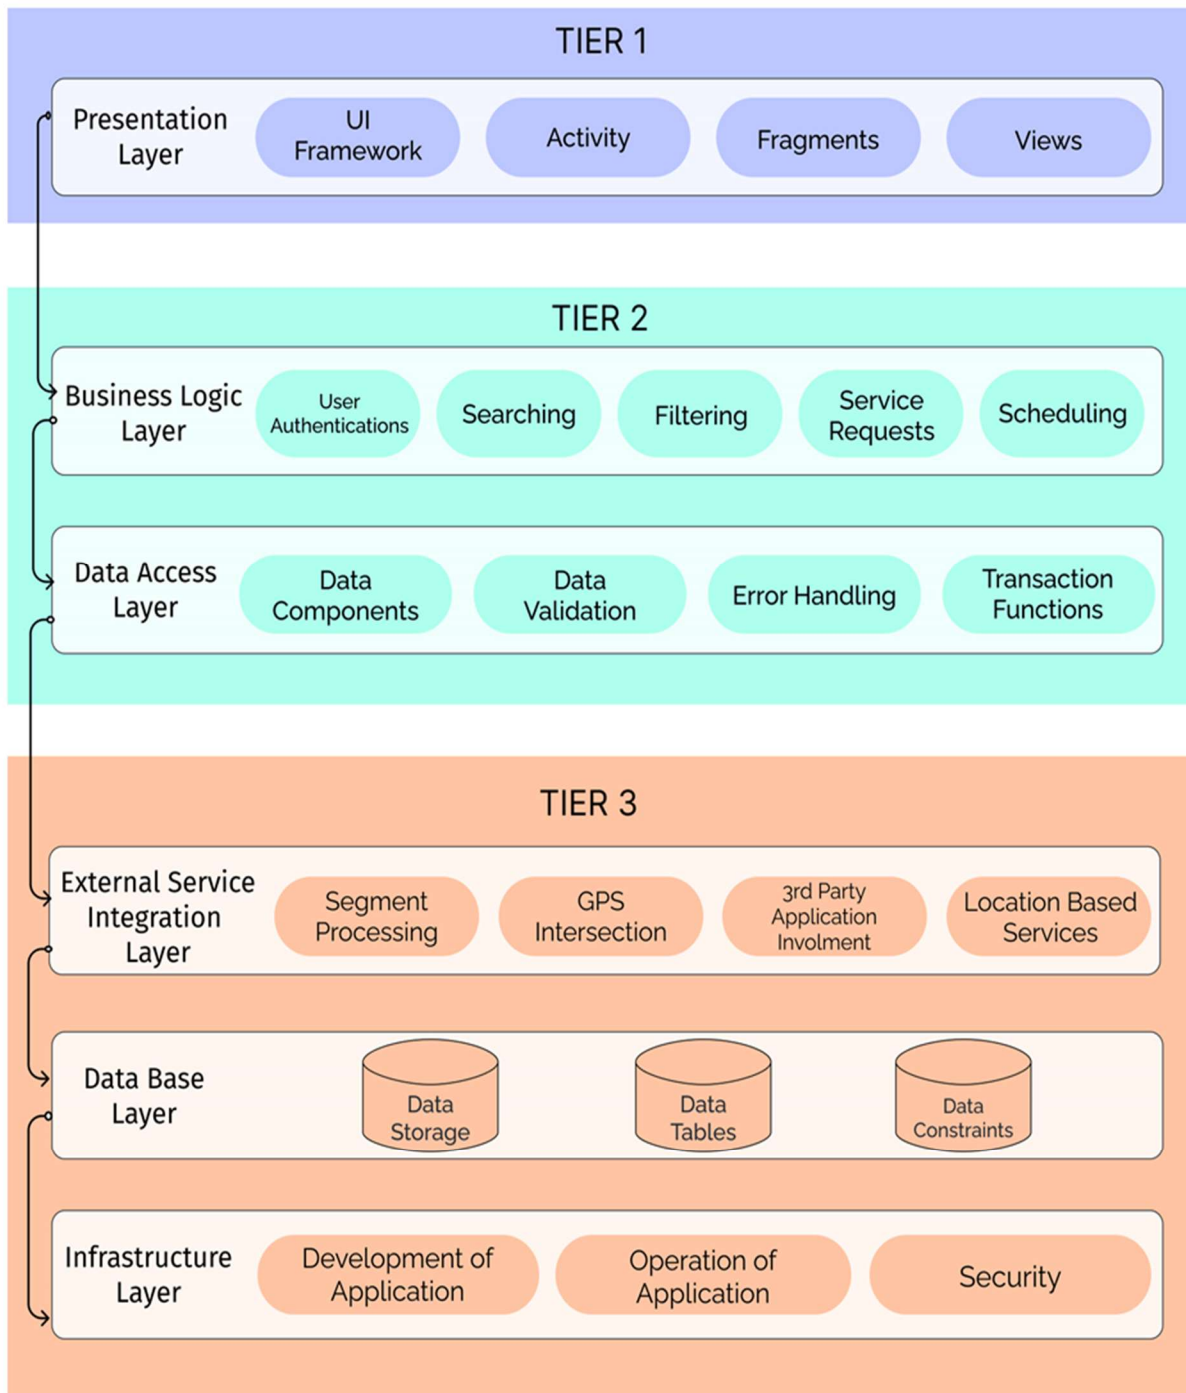 TIER 1
Presentation
Layer
UI
Framework
Activity
Fragments
Views
TIER 2
Business Logic
Layer
User
Authentications
Searching
Filtering
Service
Requests
Scheduling
Data Access
Layer
Data
Components
Data
Validation
Error Handling
Transaction
Functions
TIER 3
External Service
Integration
Layer
Segment
Processing
GPS
Intersection
3rd Party
Application
Involment
Location Based
Services
Data Base
Layer
Data
Storage
Data
Tables
Data
Constraints
Infrastructure
Layer
Development of
Application
Operation of
Application
Security